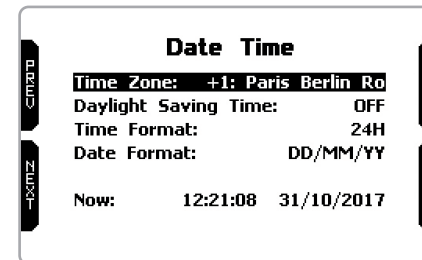 Date Time
PREV
Time Zone: +1: Paris Berlin Ro
Daylight Saving Time: OFF
Time Format: 24H
Date Format: DD/MM/YY
NEXT
Now: 12:21:08 31/10/2017